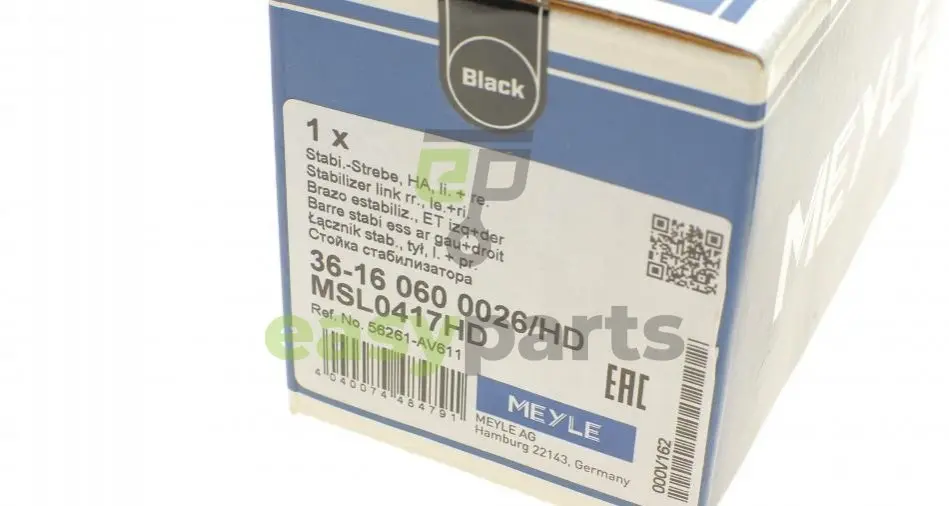 Black
1 x
Stabi.-Strebe, HA, li. + re.
Stabilizer link rr., le.+ri.
Brazo estabiliz., ET izq+der
Barre stabi ess ar gau+droit
Łącznik stab., tył, l. + pr.
Стойка стабилизатора
36-16 060 0026/HD
MSL0417HD
Ref. No. 56261-AV611
4 040074 484791
MEYLE
MEYLE AG
Hamburg 22143, Germany
EAC
000V162
MEYLE
easyparts